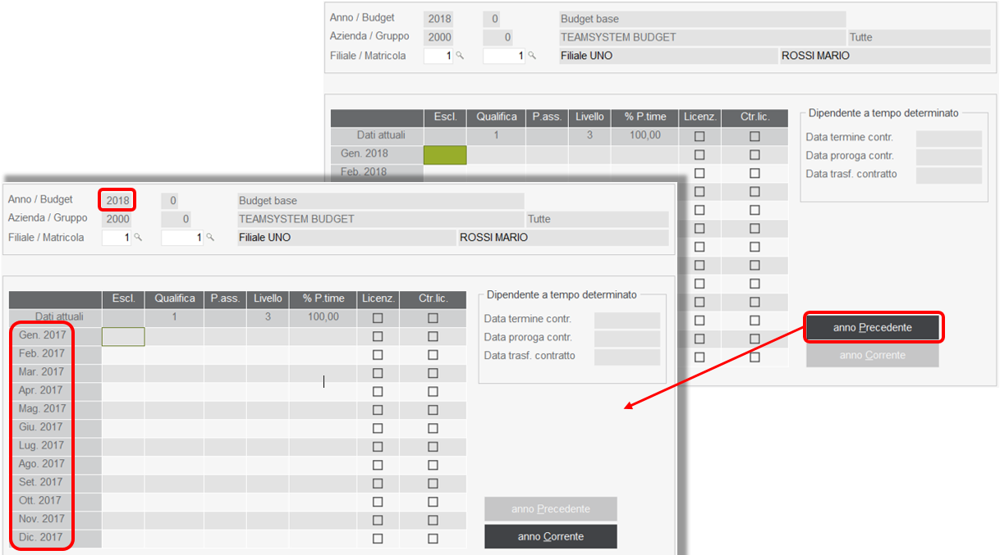 Anno / Budget 2018 0 Budget base
Azienda / Gruppo 2000 0 TEAMSYSTEM BUDGET Tutte
Filiale / Matricola 1 1 Filiale UNO ROSSI MARIO
Escl. Qualifica P.ass. Livello % P.time Licenz. Ctr.lic.
Dati attuali 1 3 100,00
Gen. 2018
Feb. 2018
Dipendente a tempo determinato
Data termine contr.
Data proroga contr.
Data trasf. contratto
anno Precedente
anno Corrente
Anno / Budget 2018 0 Budget base
Azienda / Gruppo 2000 0 TEAMSYSTEM BUDGET Tutte
Filiale / Matricola 1 1 Filiale UNO ROSSI MARIO
Escl. Qualifica P.ass. Livello % P.time Licenz. Ctr.lic.
Dati attuali 1 3 100,00
Gen. 2017
Feb. 2017
Mar. 2017
Apr. 2017
Mag. 2017
Giu. 2017
Lug. 2017
Ago. 2017
Set. 2017
Ott. 2017
Nov. 2017
Dic. 2017
Dipendente a tempo determinato
Data termine contr.
Data proroga contr.
Data trasf. contratto
anno Precedente
anno Corrente